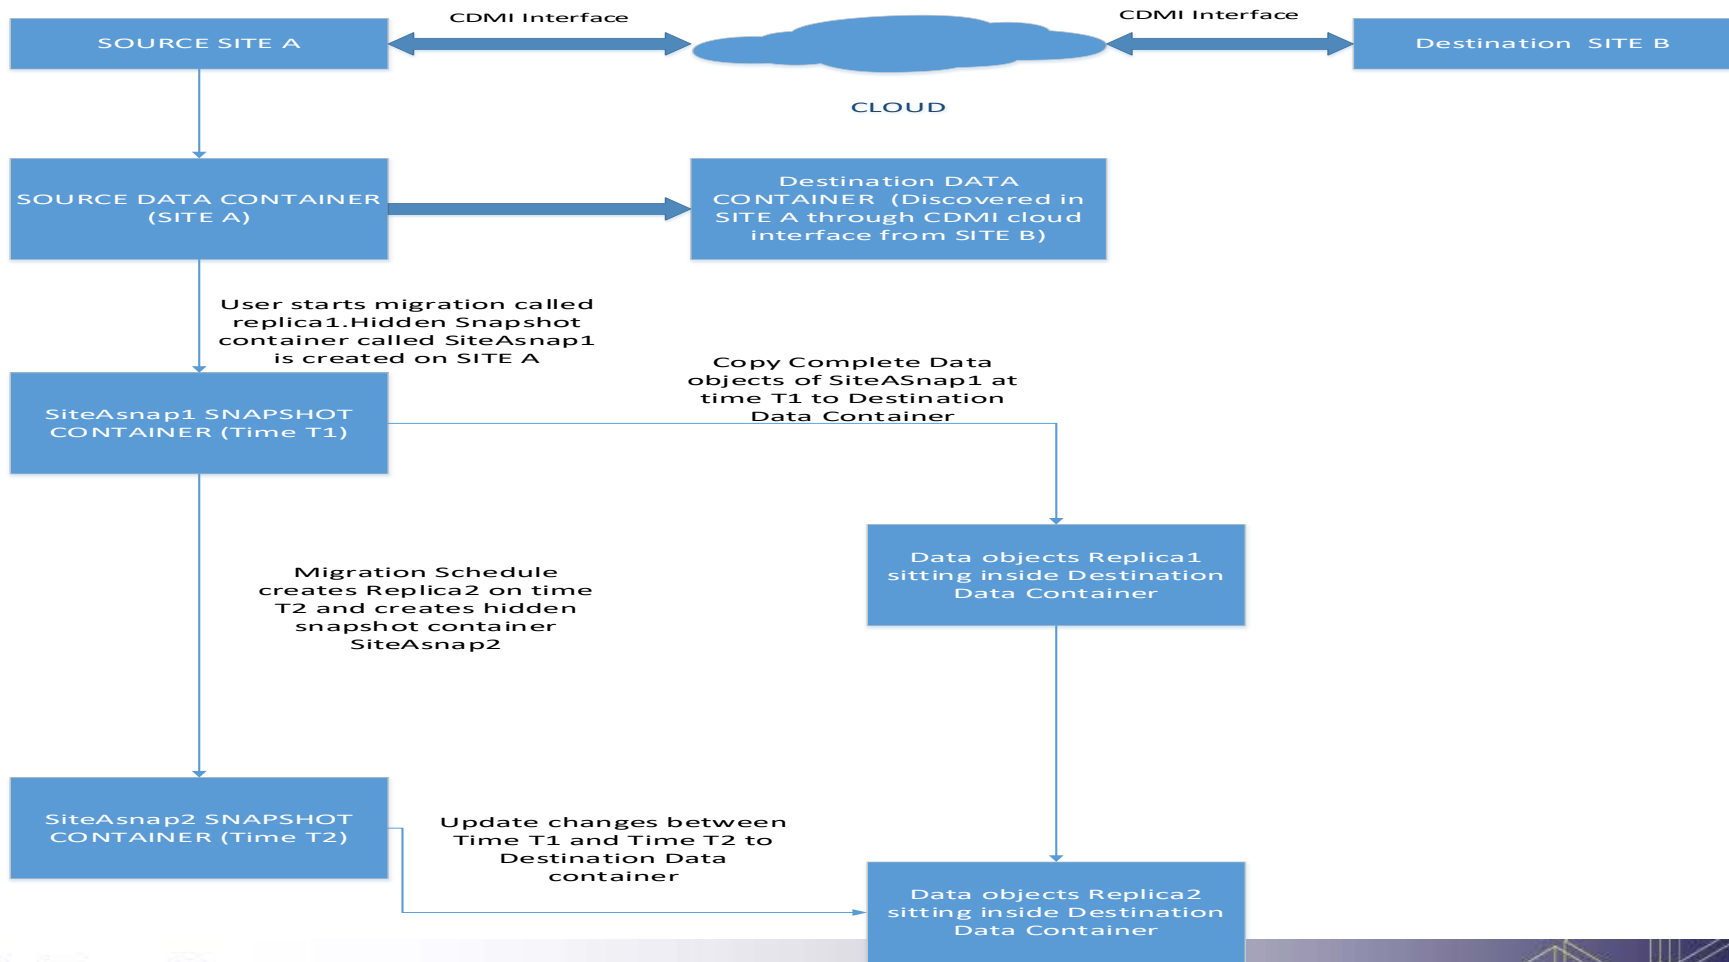 CDMI Interface
CDMI Interface
SOURCE SITE A
Destination  SITE B
CLOUD
SOURCE DATA CONTAINER
(SITE A)
Destination DATA
CONTAINER  (Discovered in
SITE A through CDMI cloud
interface from SITE B)
User starts migration called
replica1.Hidden Snapshot
container called SiteAsnap1
is created on SITE A
Copy Complete Data
objects of SiteASnap1 at
time T1 to Destination
Data Container
SiteAsnap1 SNAPSHOT
CONTAINER (Time T1)
Data objects Replica1
sitting inside Destination
Data Container
Migration Schedule
creates Replica2 on time
T2 and creates hidden
snapshot container
SiteAsnap2
SiteAsnap2 SNAPSHOT
CONTAINER (Time T2)
Update changes between
Time T1 and Time T2 to
Destination Data
container
Data objects Replica2
sitting inside Destination
Data Container